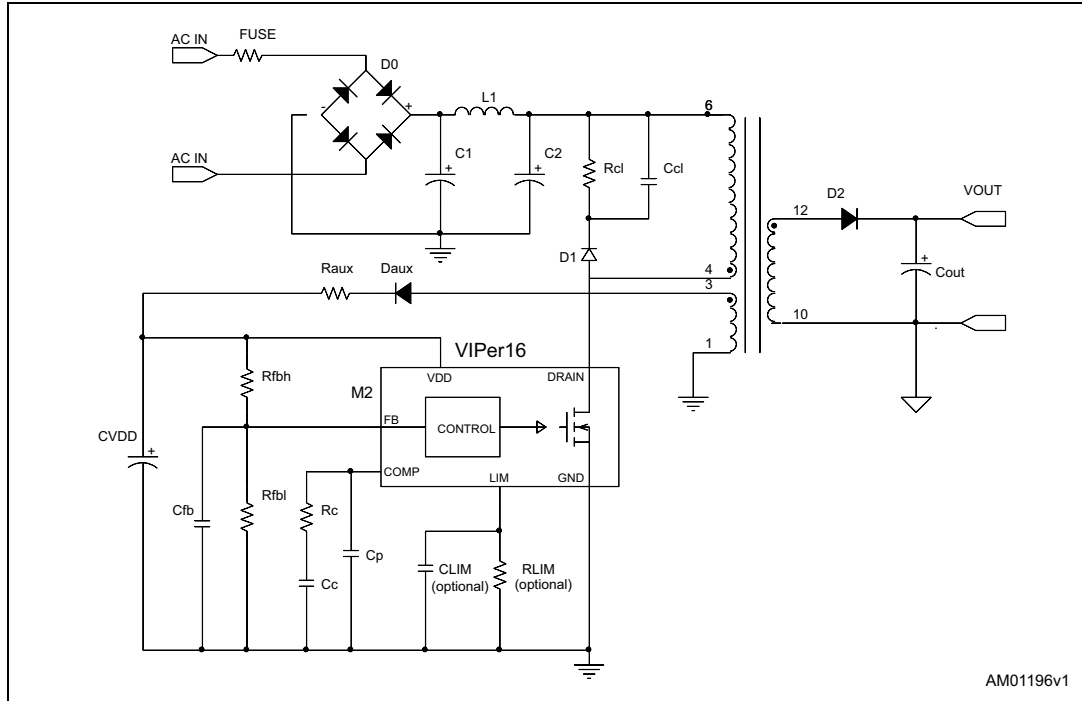 AC IN
FUSE
D0
-
+
L1
6
AC IN
C1
+
C2
+
Rcl
Ccl
D1
4
3
1
12
D2
VOUT
+
Cout
10
Raux
Daux
VIPer16
Rfbh
VDD
DRAIN
M2
FB
CONTROL
CVDD
+
COMP
LIM
GND
Cfb
Rfbl
Rc
Cp
Cc
CLIM
(optional)
RLIM
(optional)
AM01196v1